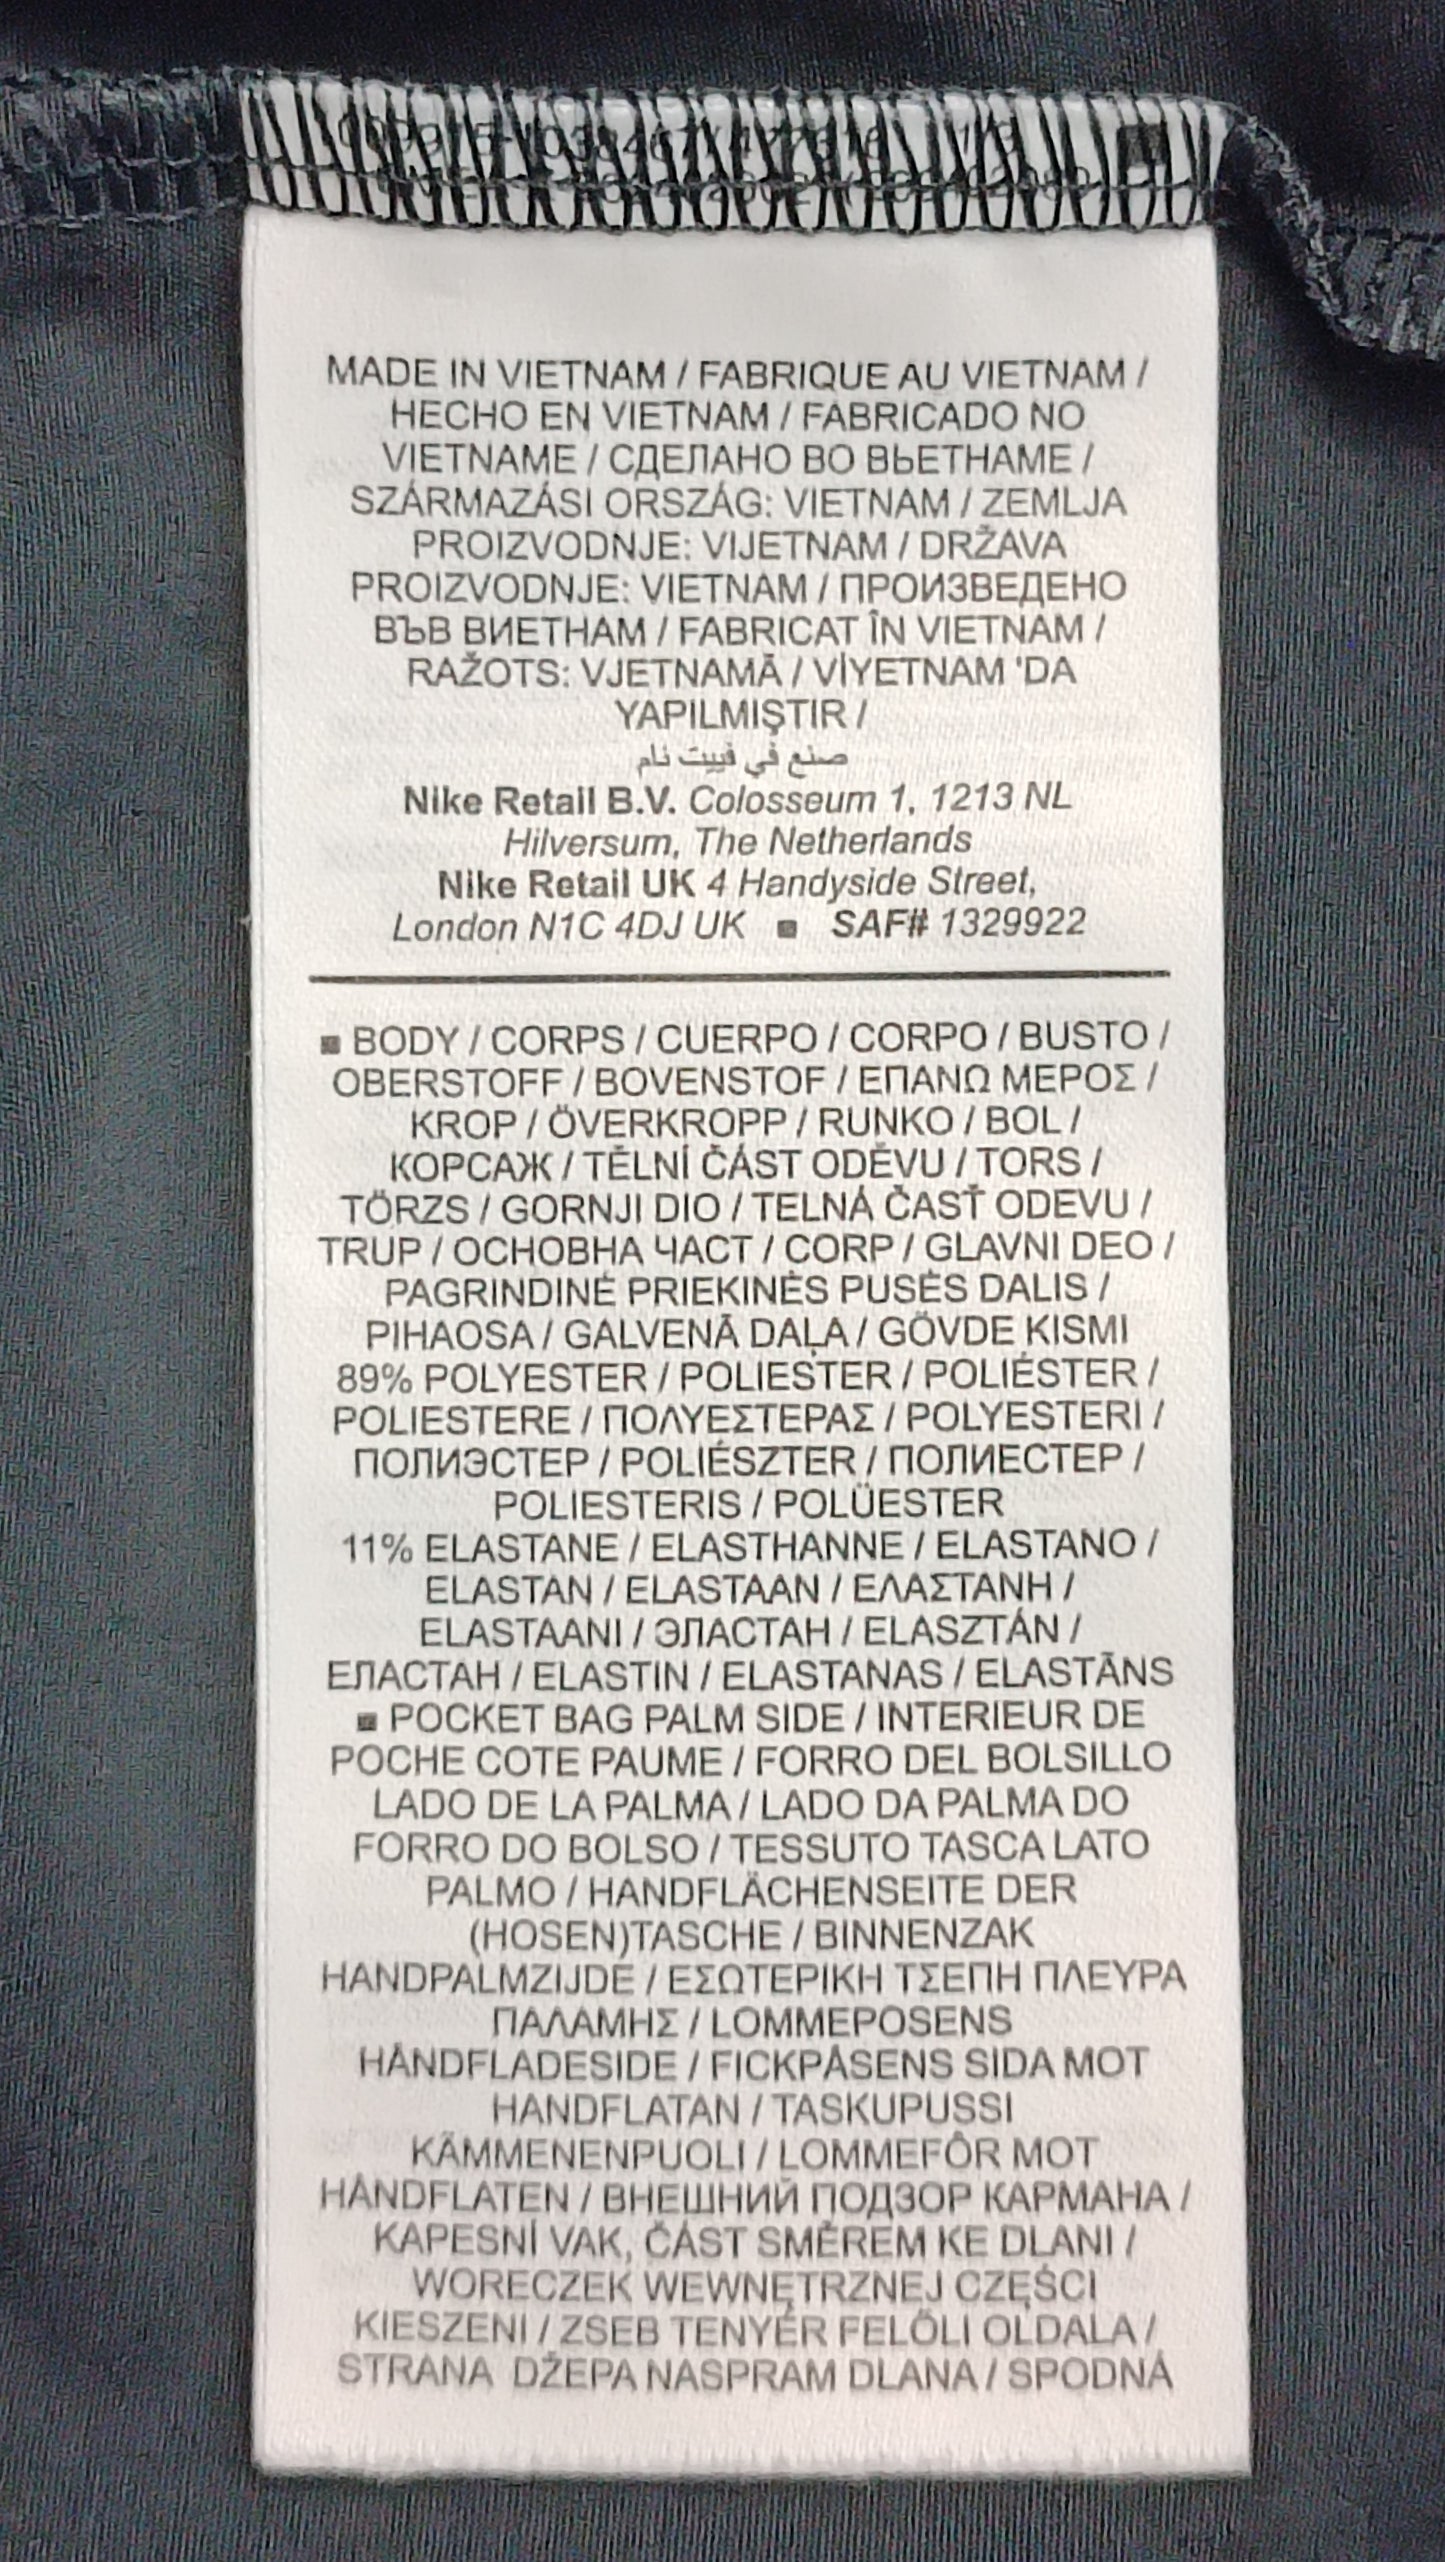 MADE IN VIETNAM / FABRIQUE AU VIETNAM /
HECHO EN VIETNAM / FABRICADO NO
VIETNAME / СДЕЛАНО ВО ВЬЕТНАМЕ /
SZÁRMAZÁSI ORSZÁG: VIETNAM / ZEMLJA
PROIZVODNJE: VIJETNAM / DRŽAVA
PROIZVODNJE: VIETNAM / ПРОИЗВЕДЕНО
ВЪВ ВИЕТНАМ / FABRICAT ÎN VIETNAM /
RAŽOTS: VJETNAMĀ / VİYETNAM 'DA
YAPILMIŞTIR /
صنع في فييت نام
Nike Retail B.V. Colosseum 1, 1213 NL
Hilversum, The Netherlands
Nike Retail UK 4 Handyside Street,
London N1C 4DJ UK ■ SAF# 1329922
■ BODY / CORPS / CUERPO / CORPO / BUSTO /
OBERSTOFF / BOVENSTOF / ΕΠΑΝΩ ΜΕΡΟΣ /
KROP / ÖVERKROPP / RUNKO / BOL /
КОРСАЖ / TĚLNÍ ČÁST ODĚVU / TORS /
TÖRZS / GORNJI DIO / TELNÁ ČASŤ ODEVU /
TRUP / ОСНОВНА ЧАСТ / CORP / GLAVNI DEO /
PAGRINDINĖ PRIEKINĖS PUSĖS DALIS /
PIHAOSA / GALVENĀ DAĻA / GÖVDE KISMI
89% POLYESTER / POLIESTER / POLIÉSTER /
POLIESTERE / ΠΟΛΥΕΣΤΕΡΑΣ / POLYESTERI /
ПОЛИЭСТЕР / POLIÉSZTER / ПОЛИЕСТЕР /
POLIESTERIS / POLÜESTER
11% ELASTANE / ELASTHANNE / ELASTANO /
ELASTAN / ELASTAAN / ΕΛΑΣΤΑΝΗ /
ELASTAANI / ЭЛАСТАН / ELASZTÁN /
ЕЛАСТАН / ELASTIN / ELASTANAS / ELASTĀNS
■ POCKET BAG PALM SIDE / INTERIEUR DE
POCHE COTE PAUME / FORRO DEL BOLSILLO
LADO DE LA PALMA / LADO DA PALMA DO
FORRO DO BOLSO / TESSUTO TASCA LATO
PALMO / HANDFLÄCHENSEITE DER
(HOSEN)TASCHE / BINNENZAK
HANDPALMZIJDE / ΕΣΩΤΕΡΙΚΗ ΤΣΕΠΗ ΠΛΕΥΡΑ
ΠΑΛΑΜΗΣ / LOMMEPOSENS
HÅNDFLADESIDE / FICKPÅSENS SIDA MOT
HANDFLATAN / TASKUPUSSI
KÄMMENENPUOLI / LOMMEFÔR MOT
HÅNDFLATEN / ВНЕШНИЙ ПОДЗОР КАРМАНА /
KAPESNÍ VAK, ČÁST SMĚREM KE DLANI /
WORECZEK WEWNĘTRZNEJ CZĘŚCI
KIESZENI / ZSEB TENYÉR FELŐLI OLDALA /
STRANA DŽEPA NASPRAM DLANA / SPODNÁ